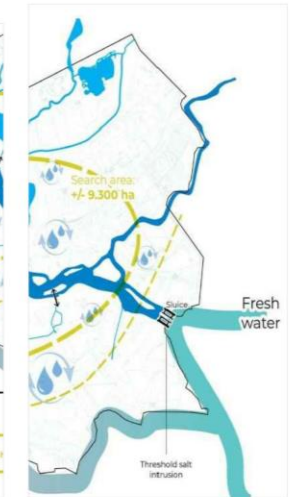 Search area:
+/- 9.300 ha
Sluice
Fresh
water
Threshold salt
intrusion